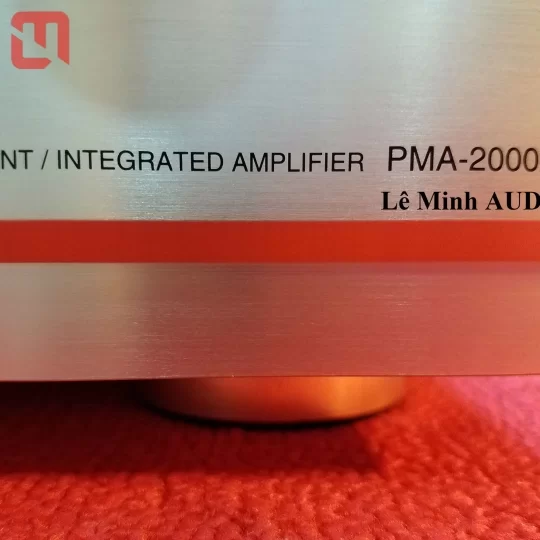 NT / INTEGRATED AMPLIFIER PMA-2000
Lê Minh AUD